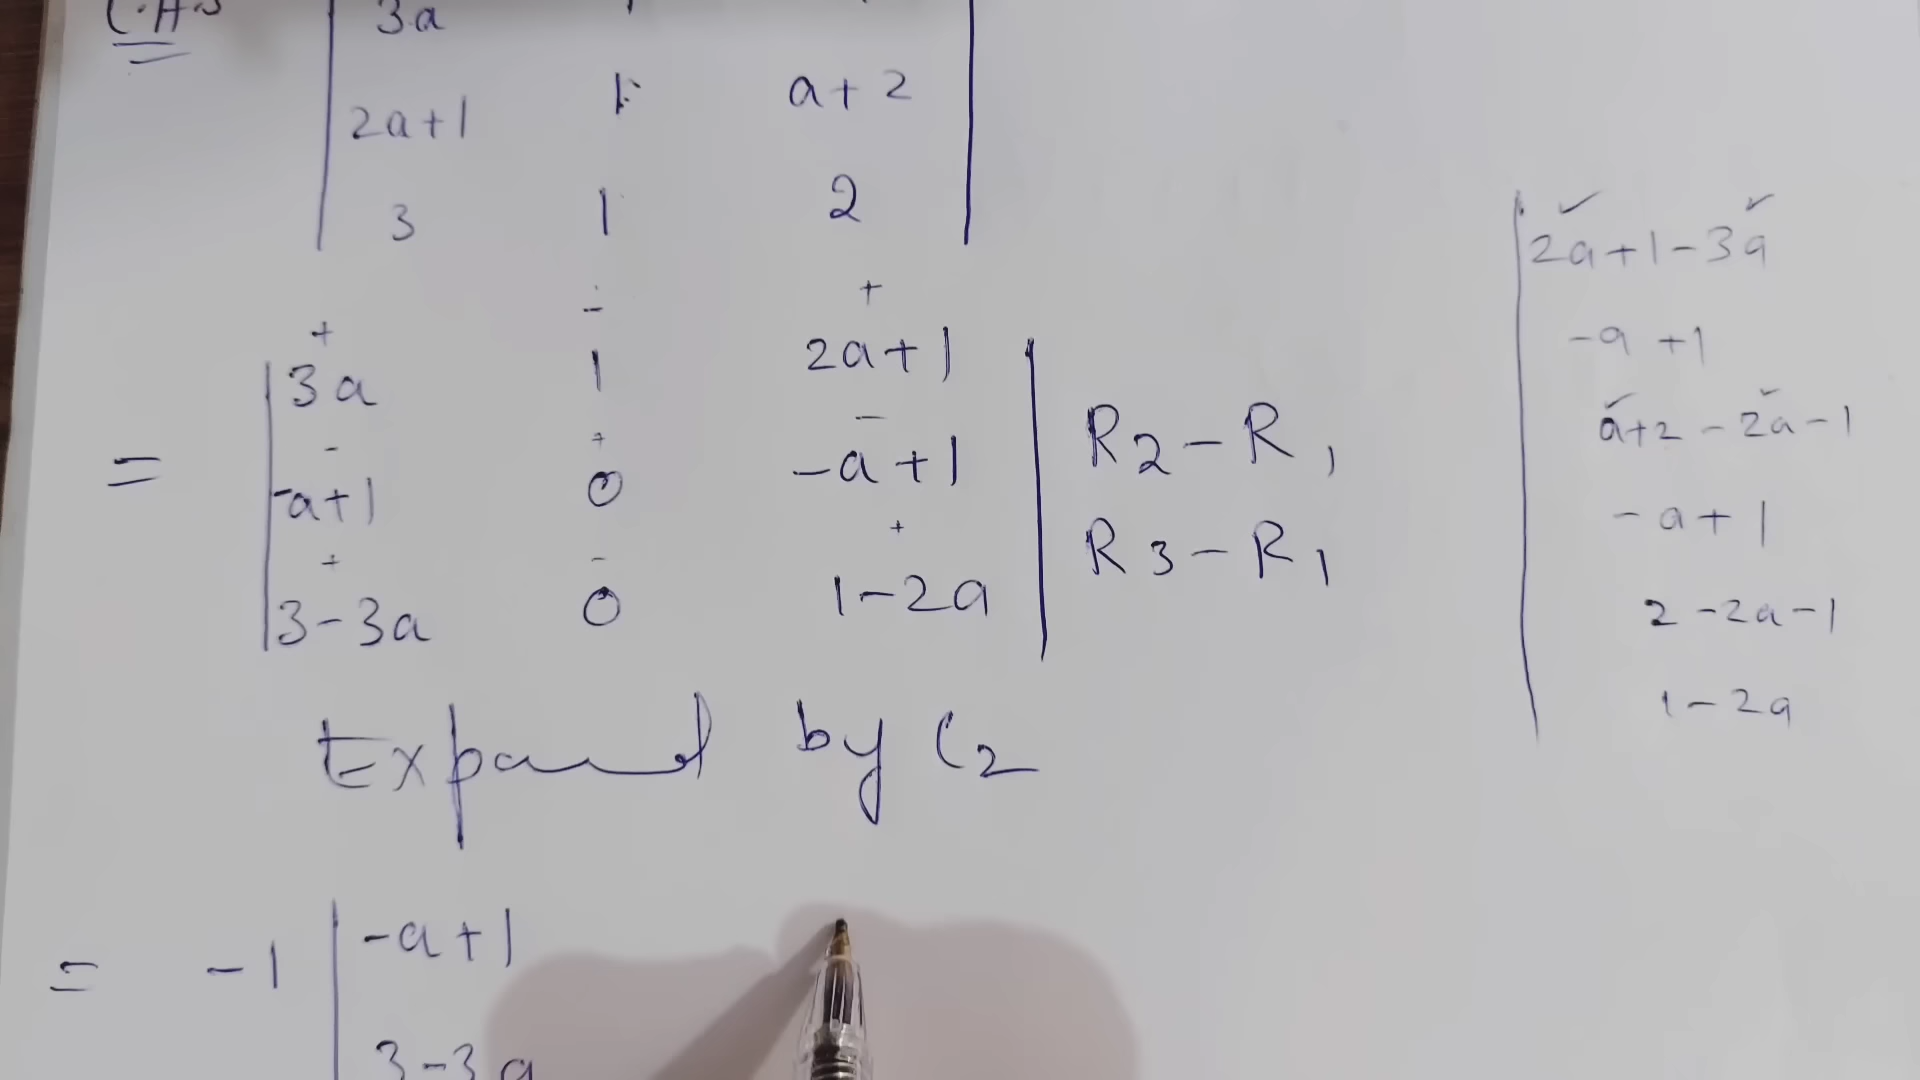 L.H.S
3a
2a+1 1 a+2
3 1 2
+ - +
3a 1 2a+1
- + -
= -a+1 0 -a+1 R2-R1
+ - +
3-3a 0 1-2a R3-R1
Expand by C2
= -1 -a+1
3-3a
2a+1-3a
-a+1
a+2-2a-1
-a+1
2-2a-1
1-2a